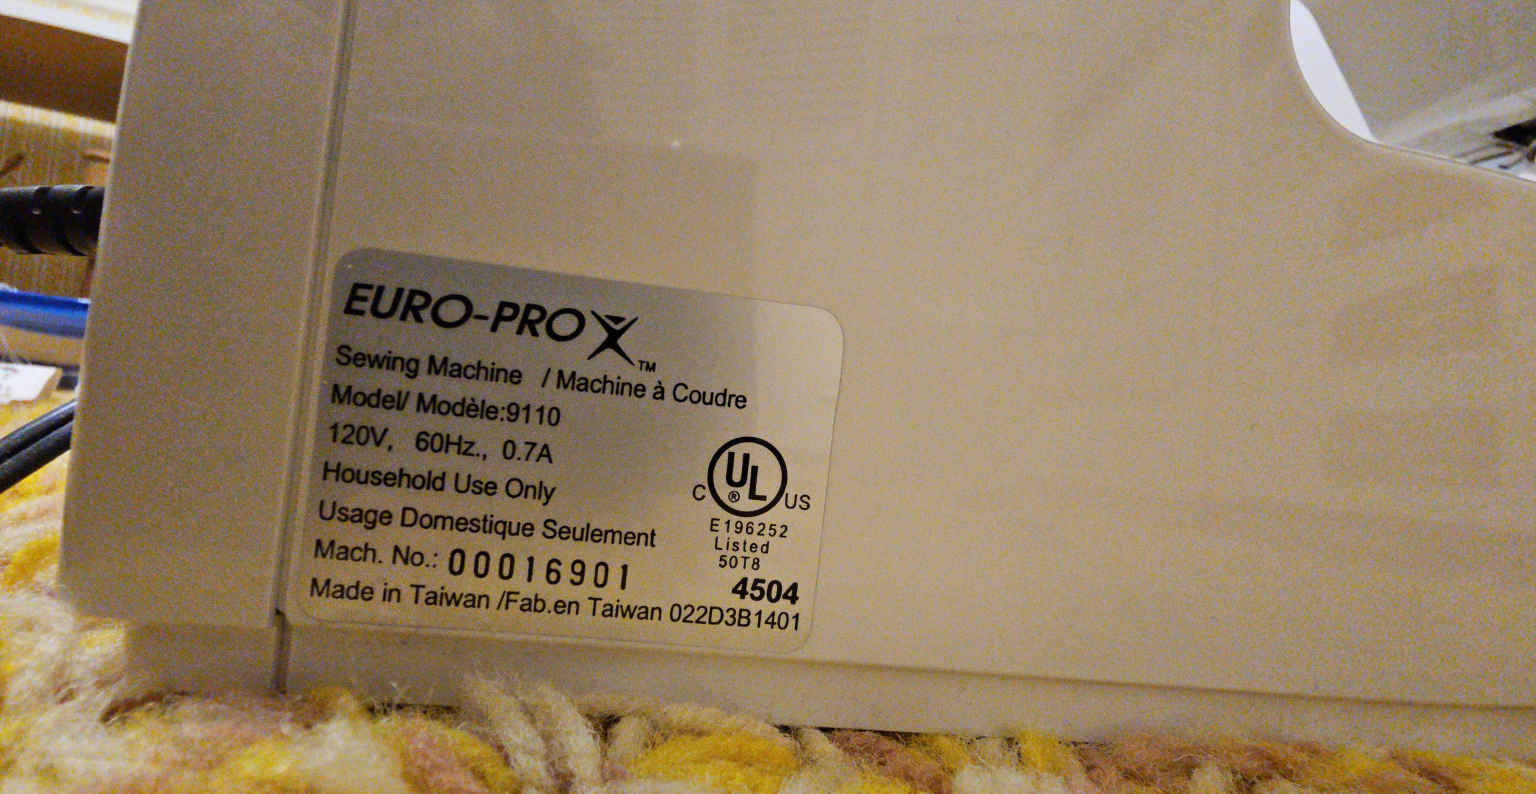 EURO-PRO X™
Sewing Machine / Machine à Coudre
Model/ Modèle:9110
120V, 60Hz., 0.7A
Household Use Only
Usage Domestique Seulement
Mach. No.: 00016901
Made in Taiwan /Fab.en Taiwan 022D3B1401
C UL® US
E196252
Listed
50T8
4504